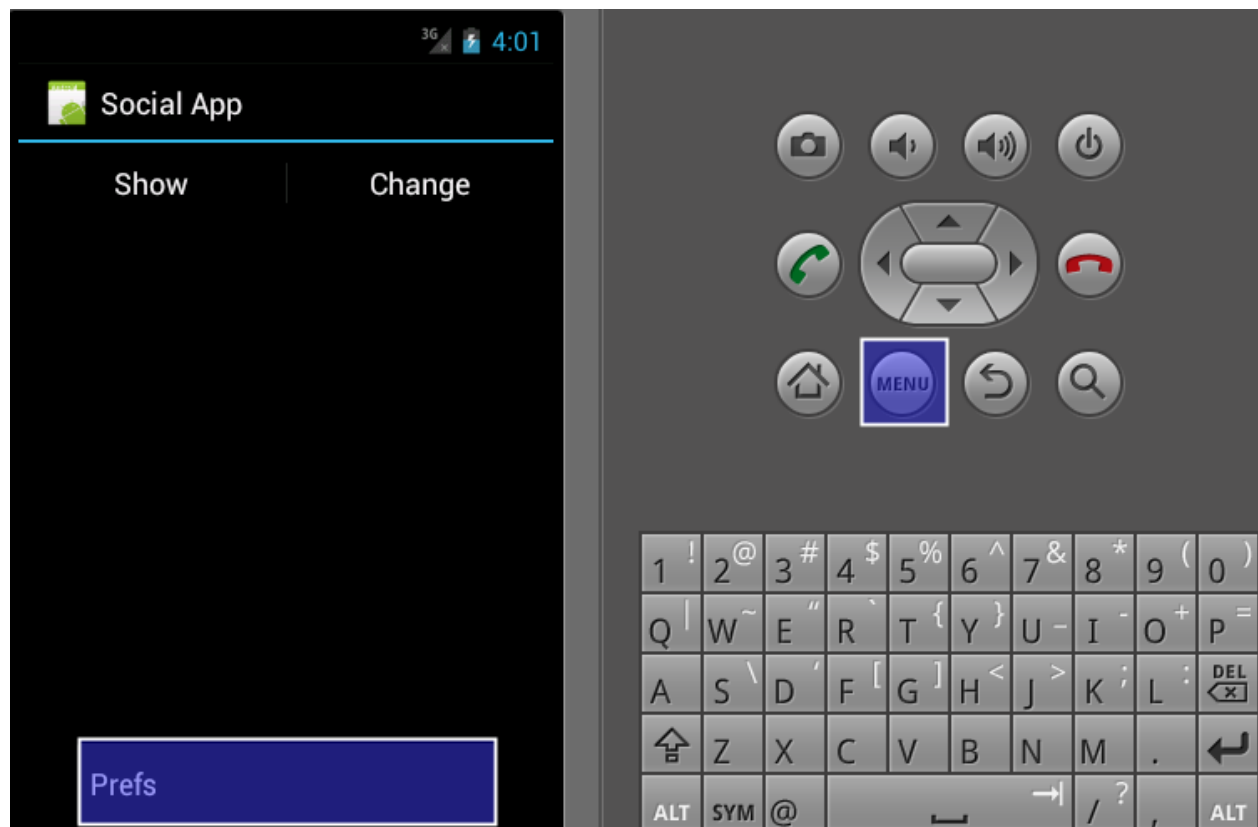 3G 4:01
Social App
Show Change
MENU
Prefs
1 ! 2 @ 3 # 4 $ 5 % 6 ^ 7 & 8 * 9 ( 0 )
Q | W ~ E " R ` T { Y } U _ I - O + P =
A S \ D ' F [ G ] H < J > K ; L : DEL
Z X C V B N M .
ALT SYM @ / ? , ALT